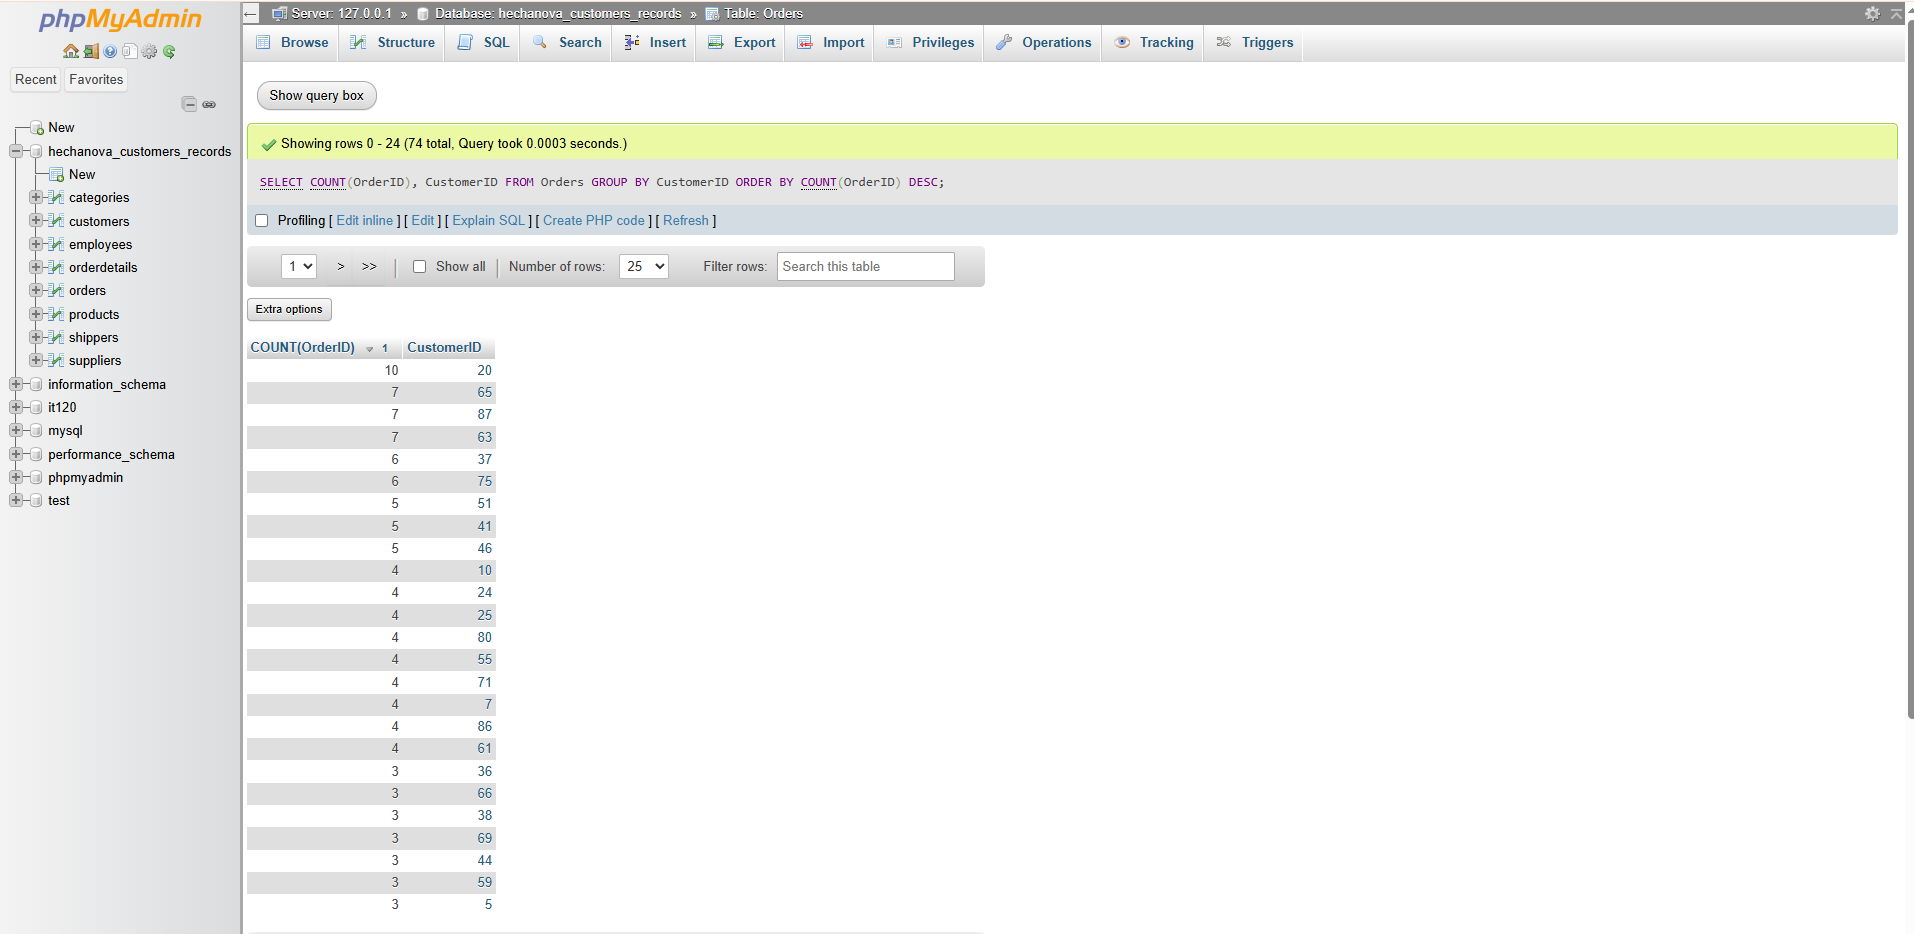 phpMyAdmin
Recent Favorites
New
hechanova_customers_records
New
categories
customers
employees
orderdetails
orders
products
shippers
suppliers
information_schema
it120
mysql
performance_schema
phpmyadmin
test
← Server: 127.0.0.1 » Database: hechanova_customers_records » Table: Orders
Browse Structure SQL Search Insert Export Import Privileges Operations Tracking Triggers
Show query box
Showing rows 0 - 24 (74 total, Query took 0.0003 seconds.)
SELECT COUNT(OrderID), CustomerID FROM Orders GROUP BY CustomerID ORDER BY COUNT(OrderID) DESC;
Profiling [ Edit inline ] [ Edit ] [ Explain SQL ] [ Create PHP code ] [ Refresh ]
1 > >> | Show all | Number of rows: 25 Filter rows: Search this table
Extra options
COUNT(OrderID) 1 CustomerID
10 20
7 65
7 87
7 63
6 37
6 75
5 51
5 41
5 46
4 10
4 24
4 25
4 80
4 55
4 71
4 7
4 86
4 61
3 36
3 66
3 38
3 69
3 44
3 59
3 5